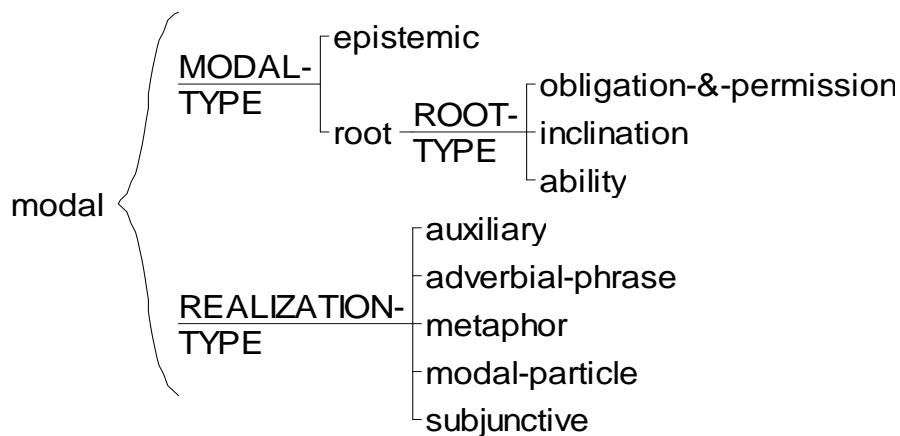 epistemic
MODAL-
TYPE
obligation-&-permission
root
ROOT-
TYPE
inclination
ability
modal
auxiliary
adverbial-phrase
REALIZATION-
TYPE
metaphor
modal-particle
subjunctive